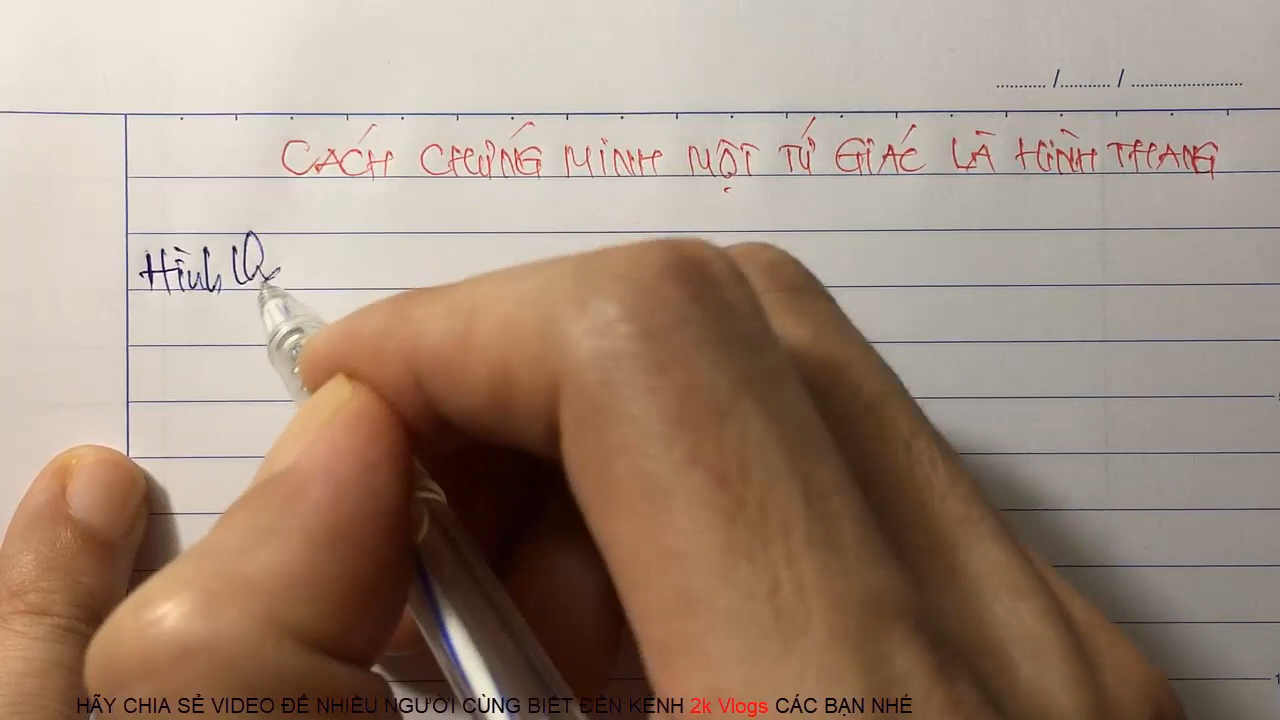 ........... /........... / .......................
CÁCH CHỨNG MINH MỘT TỨ GIÁC LÀ HÌNH THANG
Hình
HÃY CHIA SẺ VIDEO ĐỂ NHIỀU NGƯỜI CÙNG BIẾT ĐẾN KÊNH 2k Vlogs CÁC BẠN NHÉ